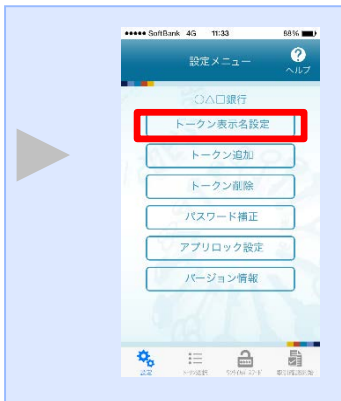 ●●●●● SoftBank 4G 11:33 88%
設定メニュー
?
ヘルプ
○△□銀行
トークン表示名設定
トークン追加
トークン削除
パスワード補正
アプリロック設定
バージョン情報
設定